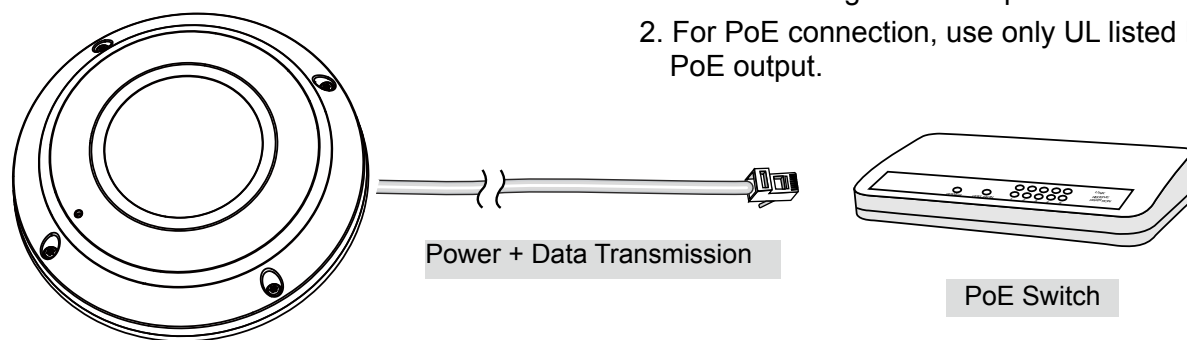 2. For PoE connection, use only UL listed
PoE output.
Power + Data Transmission
PoE Switch